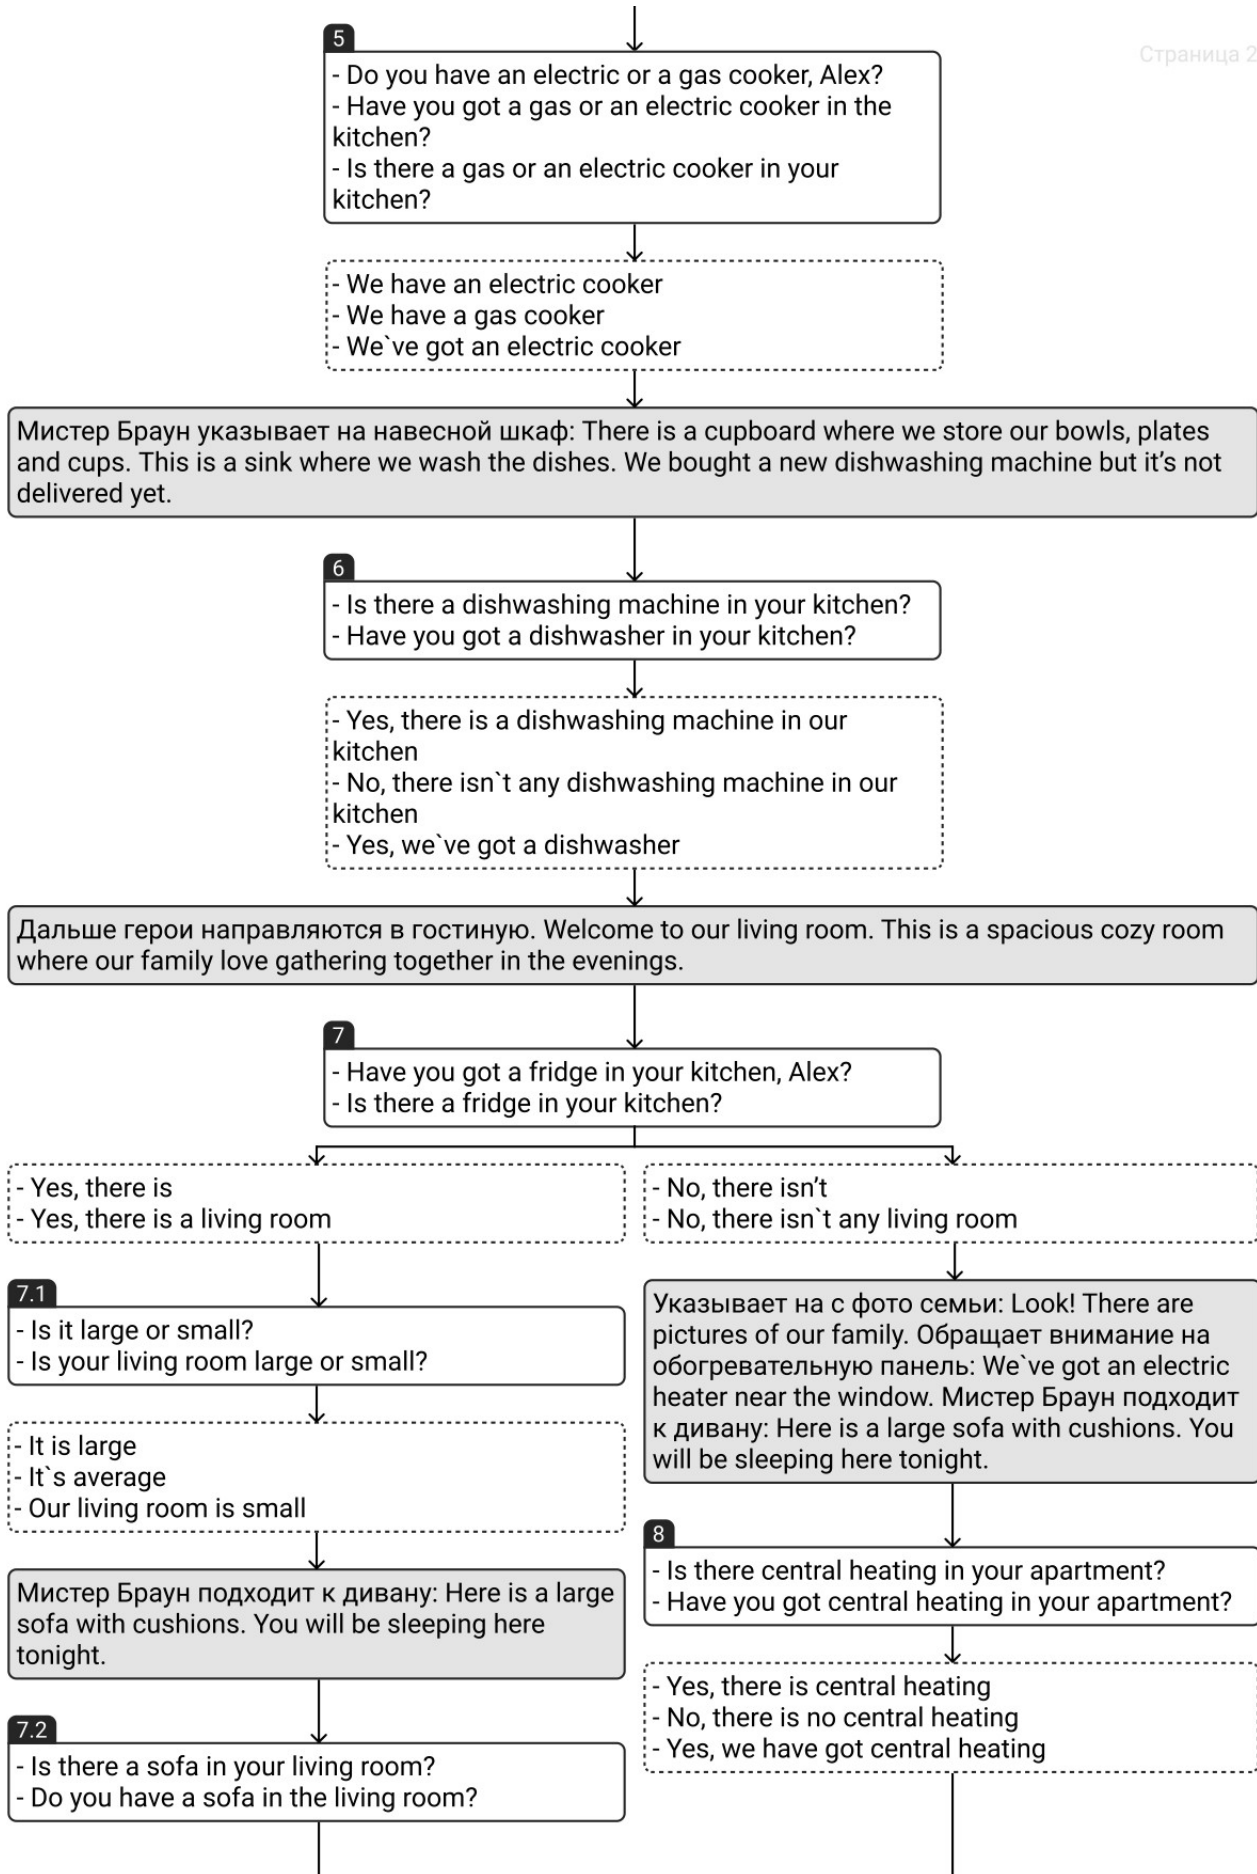 Страница 2
5
- Do you have an electric or a gas cooker, Alex?
- Have you got a gas or an electric cooker in the
kitchen?
- Is there a gas or an electric cooker in your
kitchen?
- We have an electric cooker
- We have a gas cooker
- We`ve got an electric cooker
Мистер Браун указывает на навесной шкаф: There is a cupboard where we store our bowls, plates
and cups. This is a sink where we wash the dishes. We bought a new dishwashing machine but it’s not
delivered yet.
6
- Is there a dishwashing machine in your kitchen?
- Have you got a dishwasher in your kitchen?
- Yes, there is a dishwashing machine in our
kitchen
- No, there isn`t any dishwashing machine in our
kitchen
- Yes, we`ve got a dishwasher
Дальше герои направляются в гостиную. Welcome to our living room. This is a spacious cozy room
where our family love gathering together in the evenings.
7
- Have you got a fridge in your kitchen, Alex?
- Is there a fridge in your kitchen?
- Yes, there is
- Yes, there is a living room
7.1
- Is it large or small?
- Is your living room large or small?
- It is large
- It`s average
- Our living room is small
Мистер Браун подходит к дивану: Here is a large
sofa with cushions. You will be sleeping here
tonight.
7.2
- Is there a sofa in your living room?
- Do you have a sofa in the living room?
- No, there isn’t
- No, there isn`t any living room
Указывает на с фото семьи: Look! There are
pictures of our family. Обращает внимание на
обогревательную панель: We`ve got an electric
heater near the window. Мистер Браун подходит
к дивану: Here is a large sofa with cushions. You
will be sleeping here tonight.
8
- Is there central heating in your apartment?
- Have you got central heating in your apartment?
- Yes, there is central heating
- No, there is no central heating
- Yes, we have got central heating